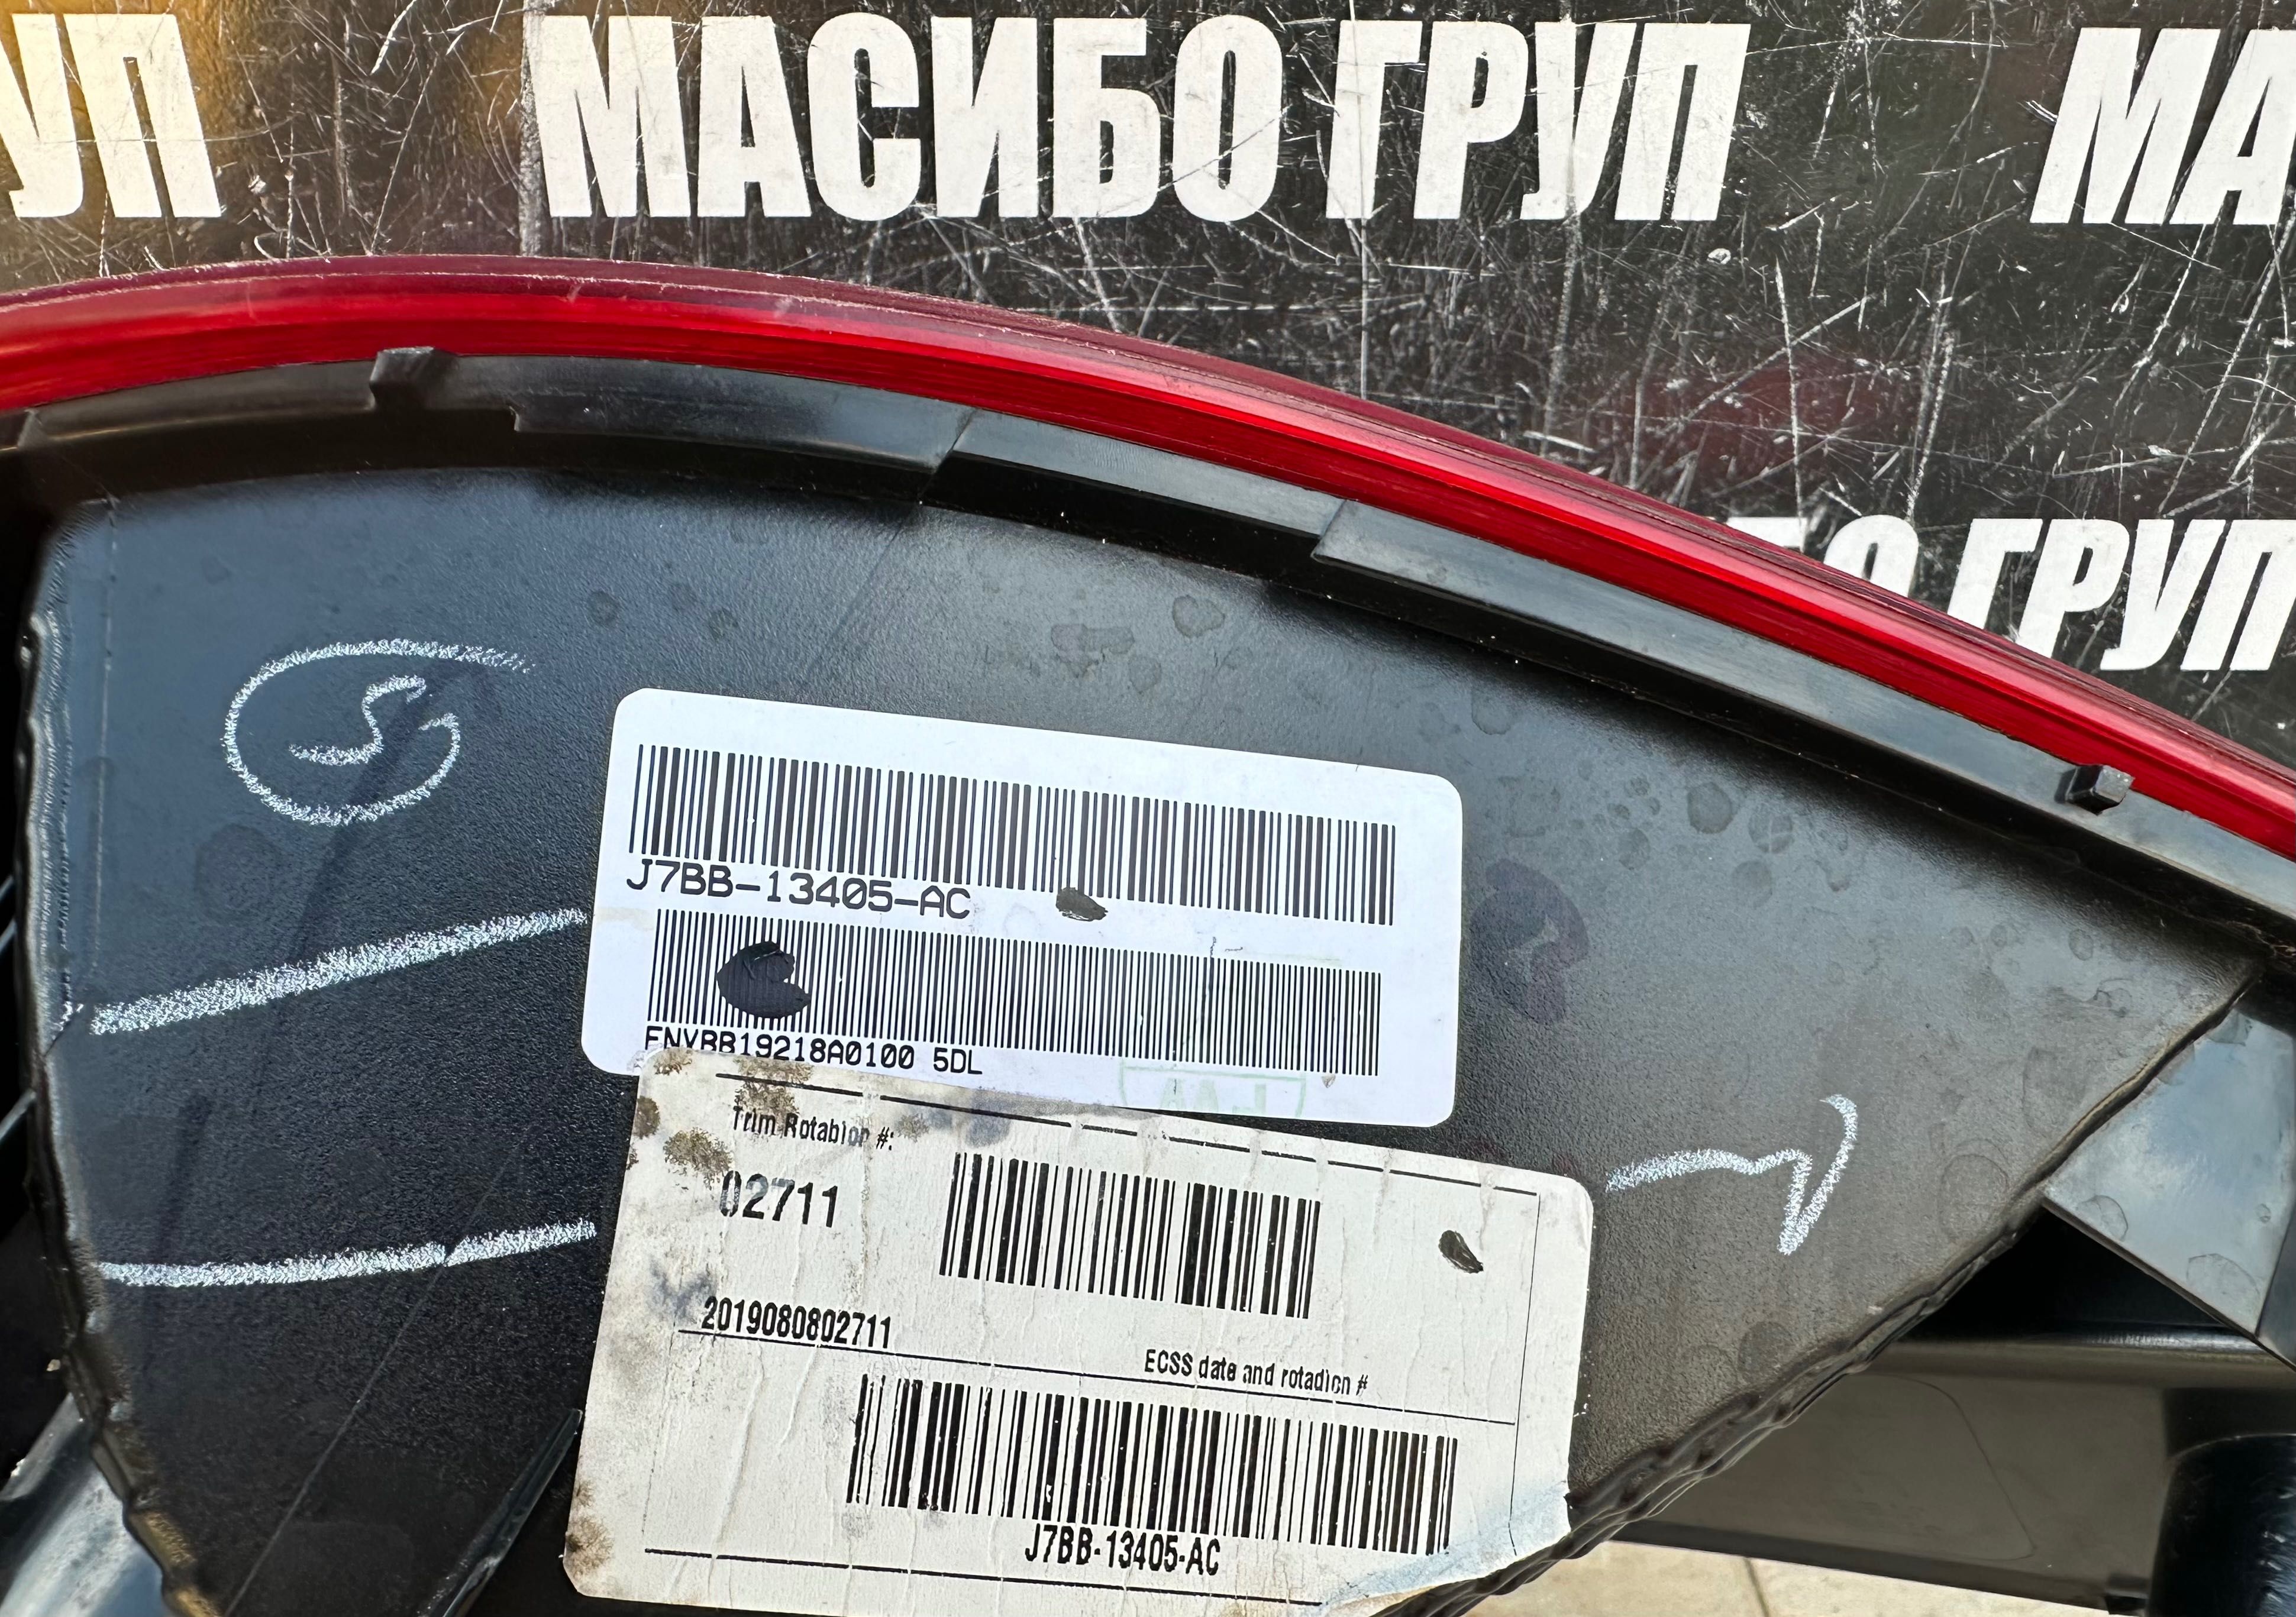 УП МАСИБО ГРУП МА
БО ГРУП
S
J7BB-13405-AC
FNVBB19218A0100 5DL
Trim Rotation #:
02711
2019080802711
ECSS date and rotation #
J7BB-13405-AC